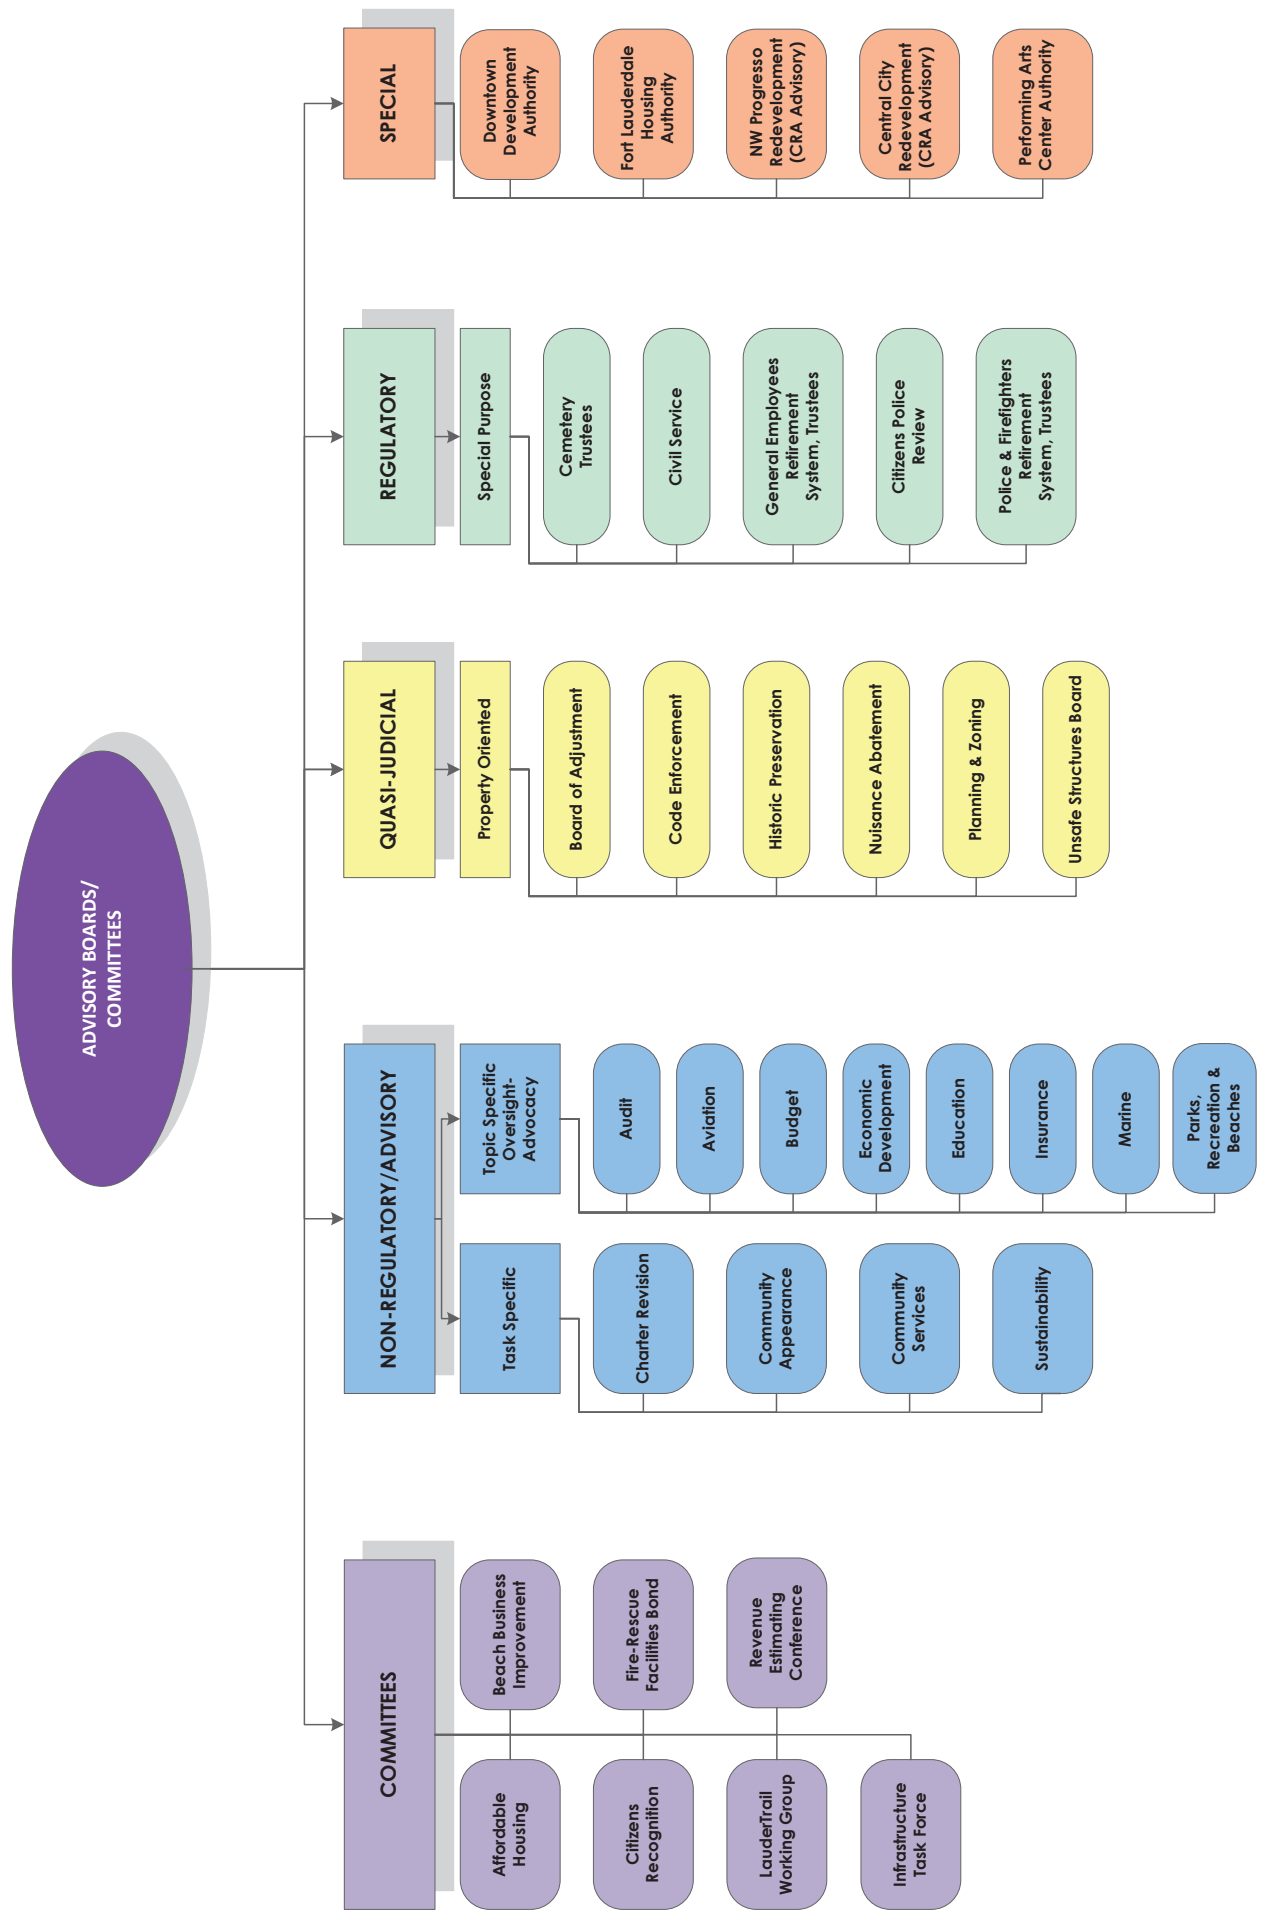 ADVISORY BOARDS/
COMMITTEES
COMMITTEES
Affordable
Housing
Beach Business
Improvement
Citizens
Recognition
Fire-Rescue
Facilities Bond
LauderTrail
Working Group
Revenue
Estimating
Conference
Infrastructure
Task Force
NON-REGULATORY/ADVISORY
Task Specific
Charter Revision
Community
Appearance
Community
Services
Sustainability
Topic Specific
Oversight-
Advocacy
Audit
Aviation
Budget
Economic
Development
Education
Insurance
Marine
Parks,
Recreation &
Beaches
QUASI-JUDICIAL
Property Oriented
Board of Adjustment
Code Enforcement
Historic Preservation
Nuisance Abatement
Planning & Zoning
Unsafe Structures Board
REGULATORY
Special Purpose
Cemetery
Trustees
Civil Service
General Employees
Retirement
System, Trustees
Citizens Police
Review
Police & Firefighters
Retirement
System, Trustees
SPECIAL
Downtown
Development
Authority
Fort Lauderdale
Housing
Authority
NW Progresso
Redevelopment
(CRA Advisory)
Central City
Redevelopment
(CRA Advisory)
Performing Arts
Center Authority